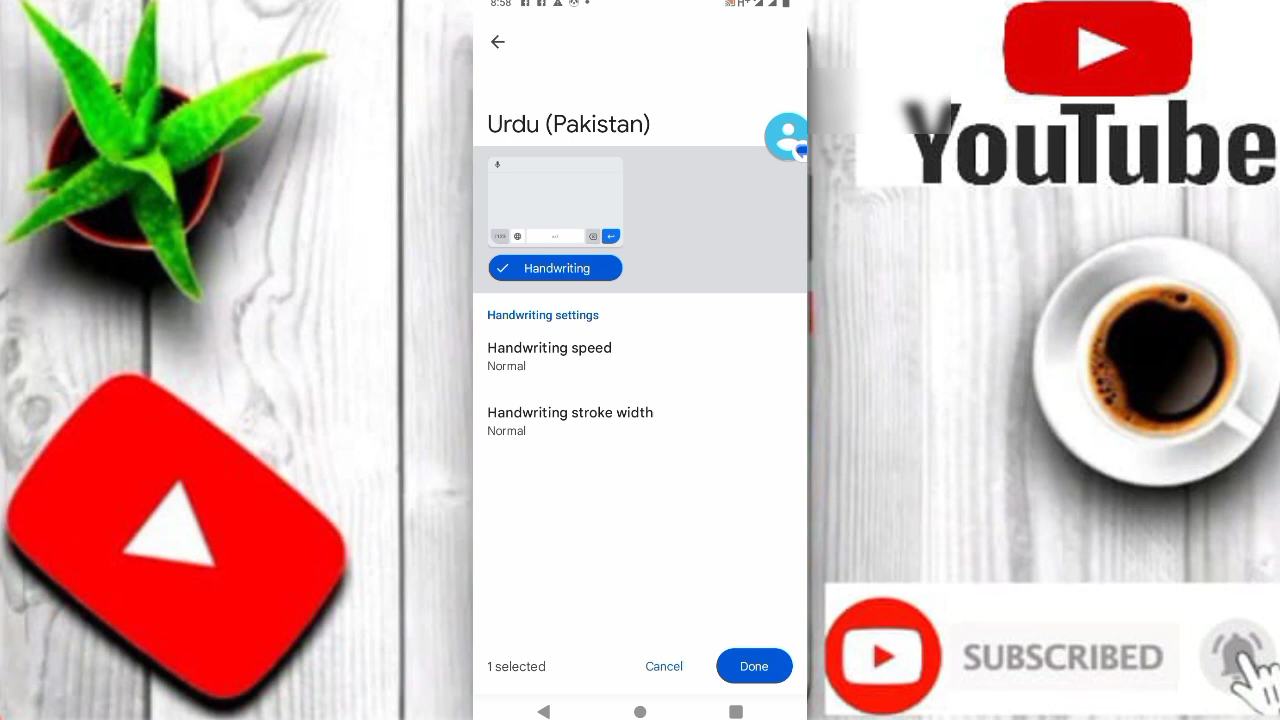 8:58
H+
Urdu (Pakistan)
Handwriting
Handwriting settings
Handwriting speed
Normal
Handwriting stroke width
Normal
1 selected
Cancel
Done
YouTube
SUBSCRIBED